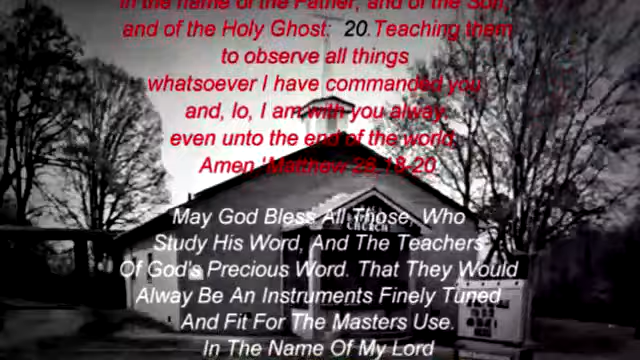 in the name of the Father, and of the Son,
and of the Holy Ghost: 20.Teaching them
to observe all things
whatsoever I have commanded you
and, lo, I am with you alway,
even unto the end of the world.
Amen.'Matthew 28.18-20
May God Bless All Those, Who
Study His Word, And The Teachers
Of God's Precious Word. That They Would
Alway Be An Instruments Finely Tuned
And Fit For The Masters Use.
In The Name Of My Lord
CHURCH